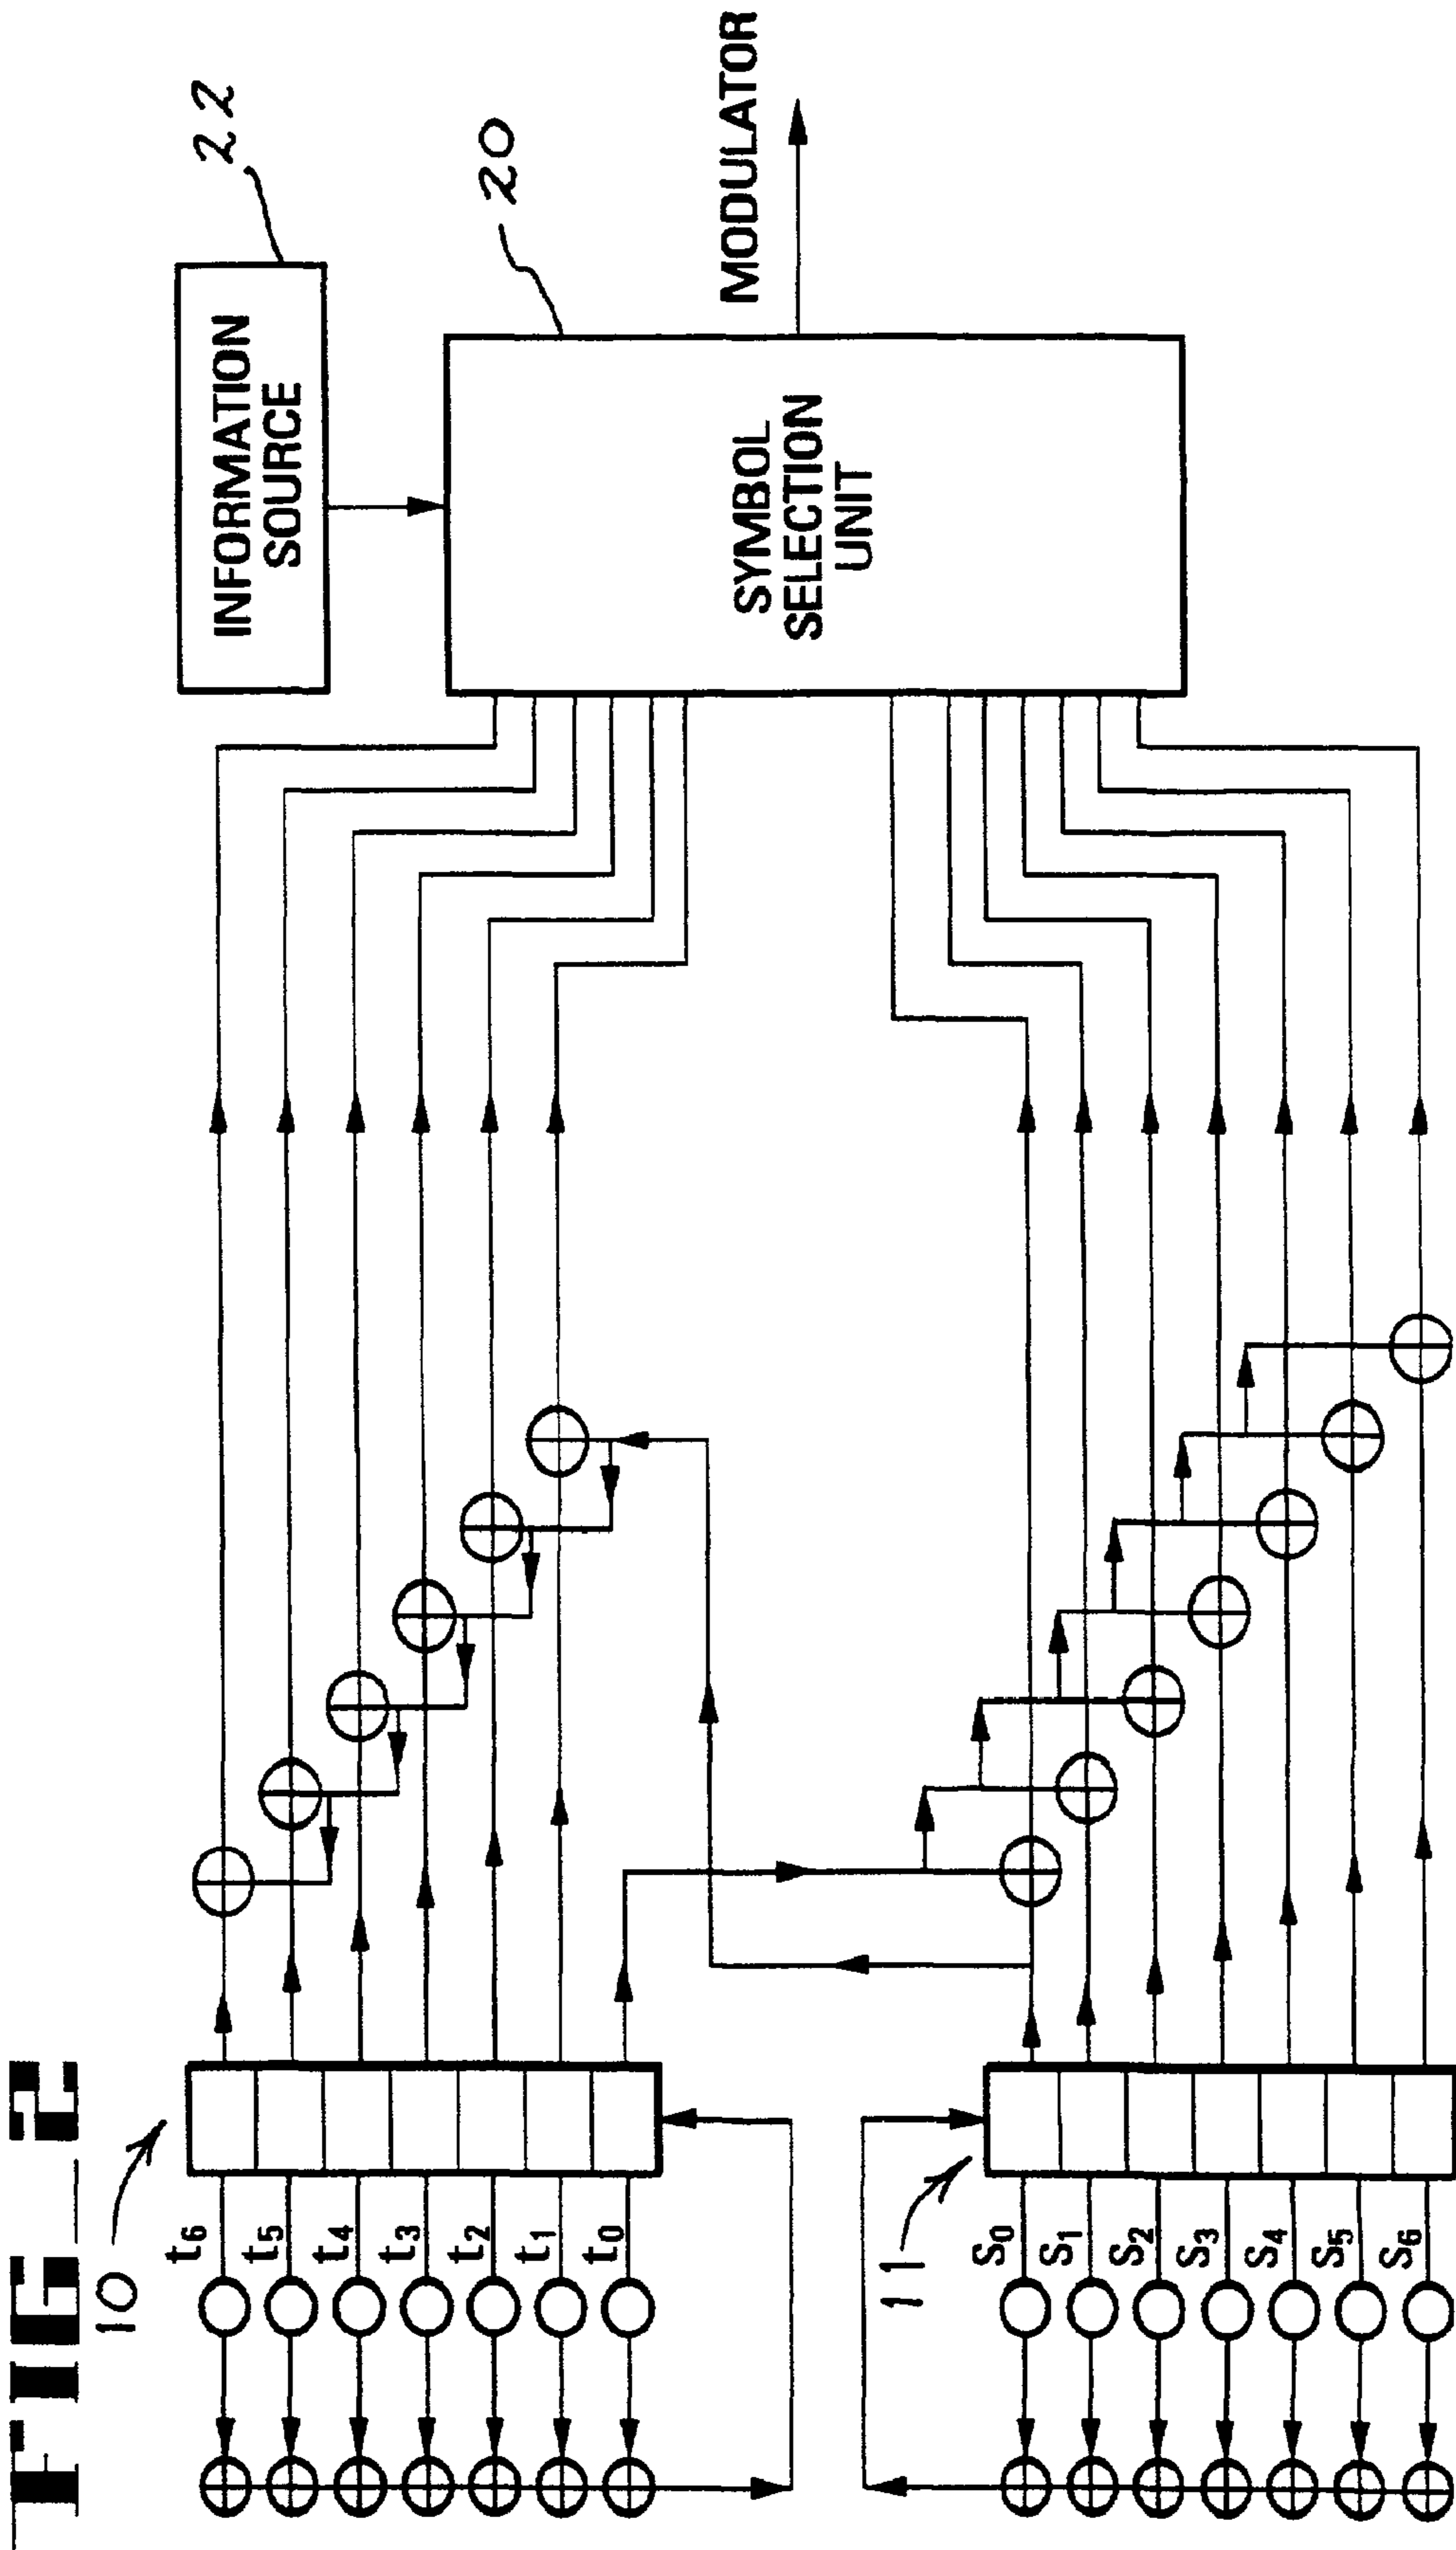 FIG_2
INFORMATION
SOURCE
22
20
MODULATOR
SYMBOL
SELECTION
UNIT
10
t6
t5
t4
t3
t2
t1
t0
11
S0
S1
S2
S3
S4
S5
S6